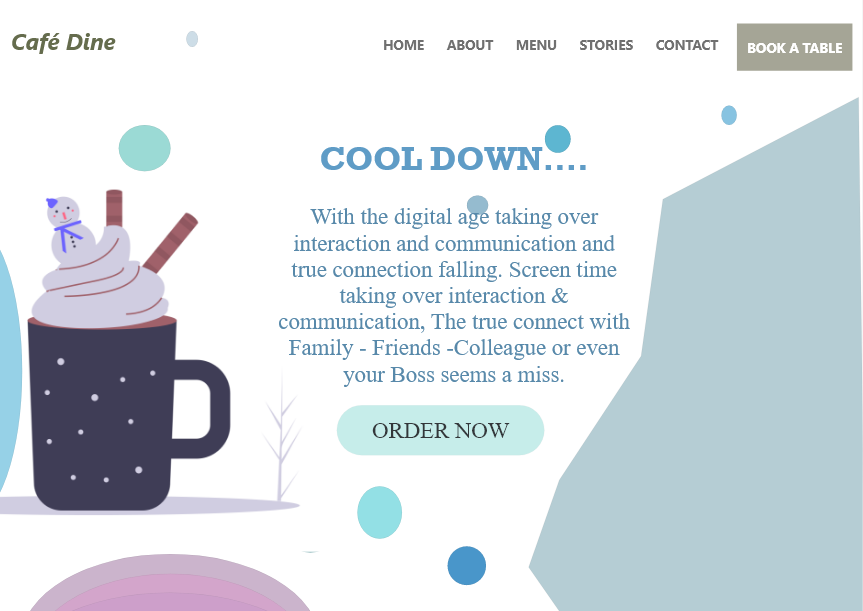 Café Dine
HOME ABOUT MENU STORIES CONTACT BOOK A TABLE
COOL DOWN....
With the digital age taking over
interaction and communication and
true connection falling. Screen time
taking over interaction &
communication, The true connect with
Family - Friends -Colleague or even
your Boss seems a miss.
ORDER NOW